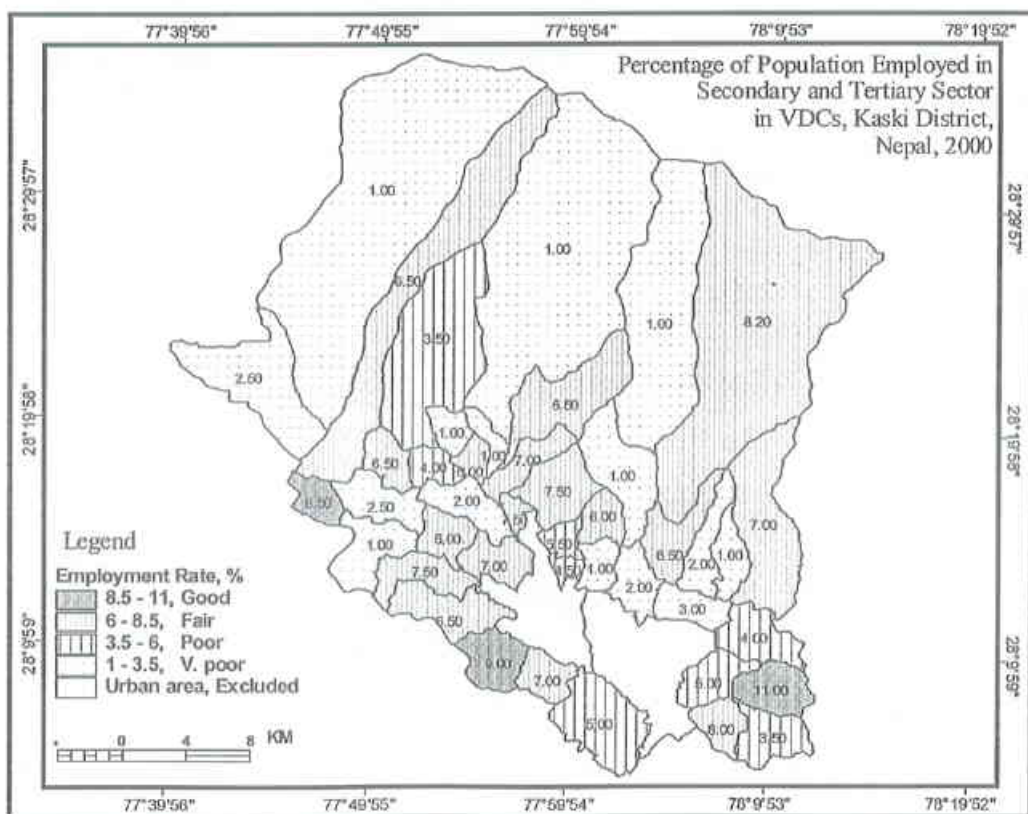 77°39'56" 77°49'55" 77°59'54" 78°9'53" 78°19'52"
Percentage of Population Employed in
Secondary and Tertiary Sector
in VDCs, Kaski District,
Nepal, 2000
28°29'57" 28°29'57"
1.00
1.00
6.50
1.00
8.20
3.50
2.50
28°19'58" 28°19'58"
6.80
1.00
1.00
7.00
6.50
4.00
1.00
7.50
2.50
2.00
6.00
7.00
1.00
6.00
5.50
6.50
1.00
7.00
1.00
2.00
7.50
2.00
3.00
6.50
4.00
28°9'59" 28°9'59"
9.00
7.00
11.00
5.00
3.50
Legend
Employment Rate, %
8.5 - 11, Good
6 - 8.5, Fair
3.5 - 6, Poor
1 - 3.5, V. poor
Urban area, Excluded
0 4 8 KM
77°39'56" 77°49'55" 77°59'54" 78°9'53" 78°19'52"